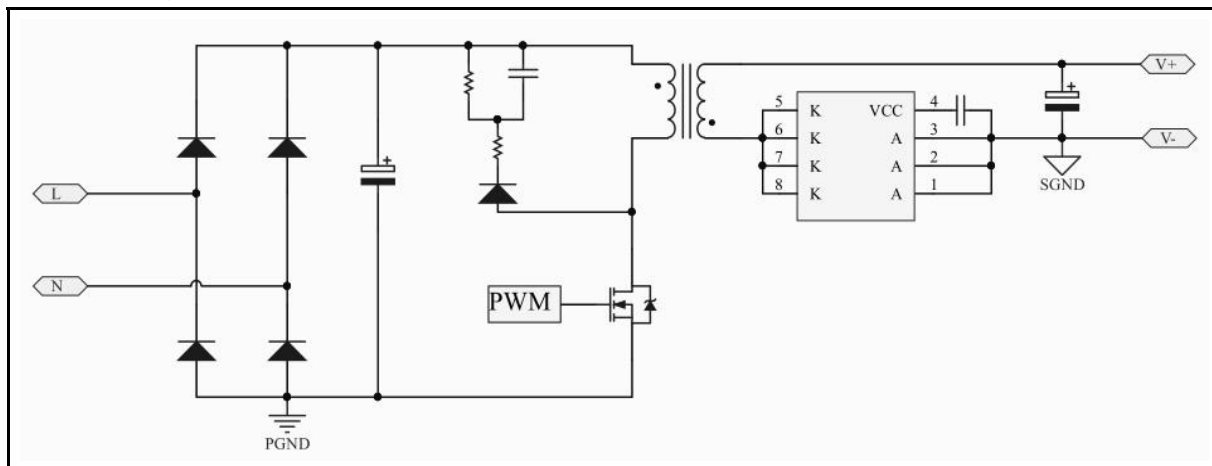 V+
5 K VCC 4
6 K A 3
V-
7 K A 2
L
8 K A 1
SGND
N
PWM
PGND